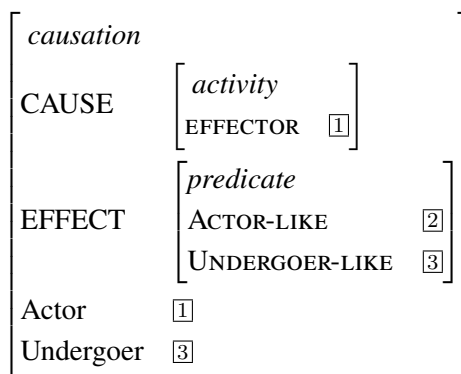 causation
activity
CAUSE
EFFECTOR 1
predicate
ACTOR-LIKE 2
EFFECT
UNDERGOER-LIKE 3
Actor 1
Undergoer 3